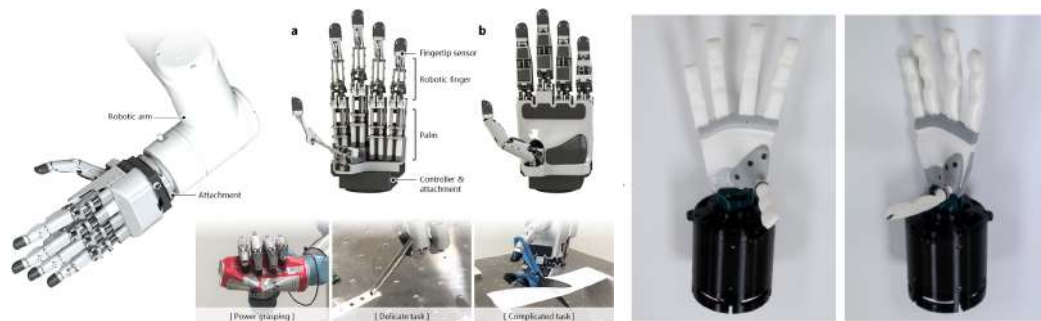 a
b
Fingertip sensor
Robotic finger
Robotic arm
Palm
Attachment
Controller &
attachment
[ Power grasping ]
[ Delicate task ]
[ Complicated task ]